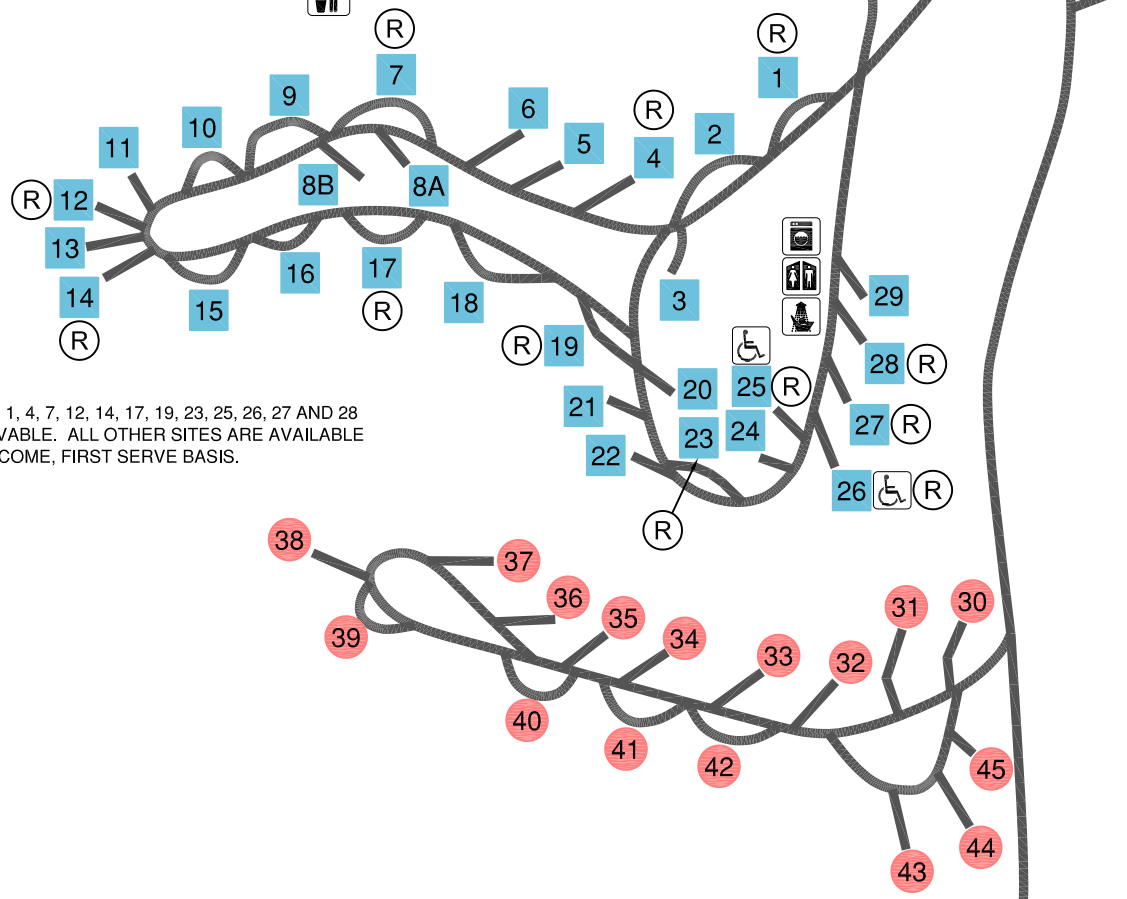 R
R
1
7
9
6
R
2
10
5
4
11
8B
8A
R
12
13
16
17
3
29
14
15
18
R
R
R
19
28
R
20
25
R
21
27
R
1, 4, 7, 12, 14, 17, 19, 23, 25, 26, 27 AND 28
VABLE. ALL OTHER SITES ARE AVAILABLE
COME, FIRST SERVE BASIS.
23
24
22
26
R
R
38
37
36
31
30
35
39
34
33
32
40
41
42
45
44
43